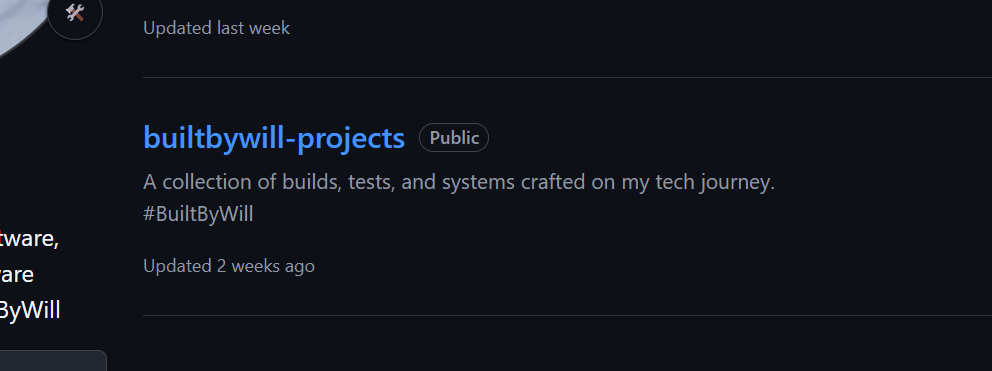 Updated last week
builtbywill-projects Public
A collection of builds, tests, and systems crafted on my tech journey.
#BuiltByWill
Updated 2 weeks ago
tware,
are
ByWill